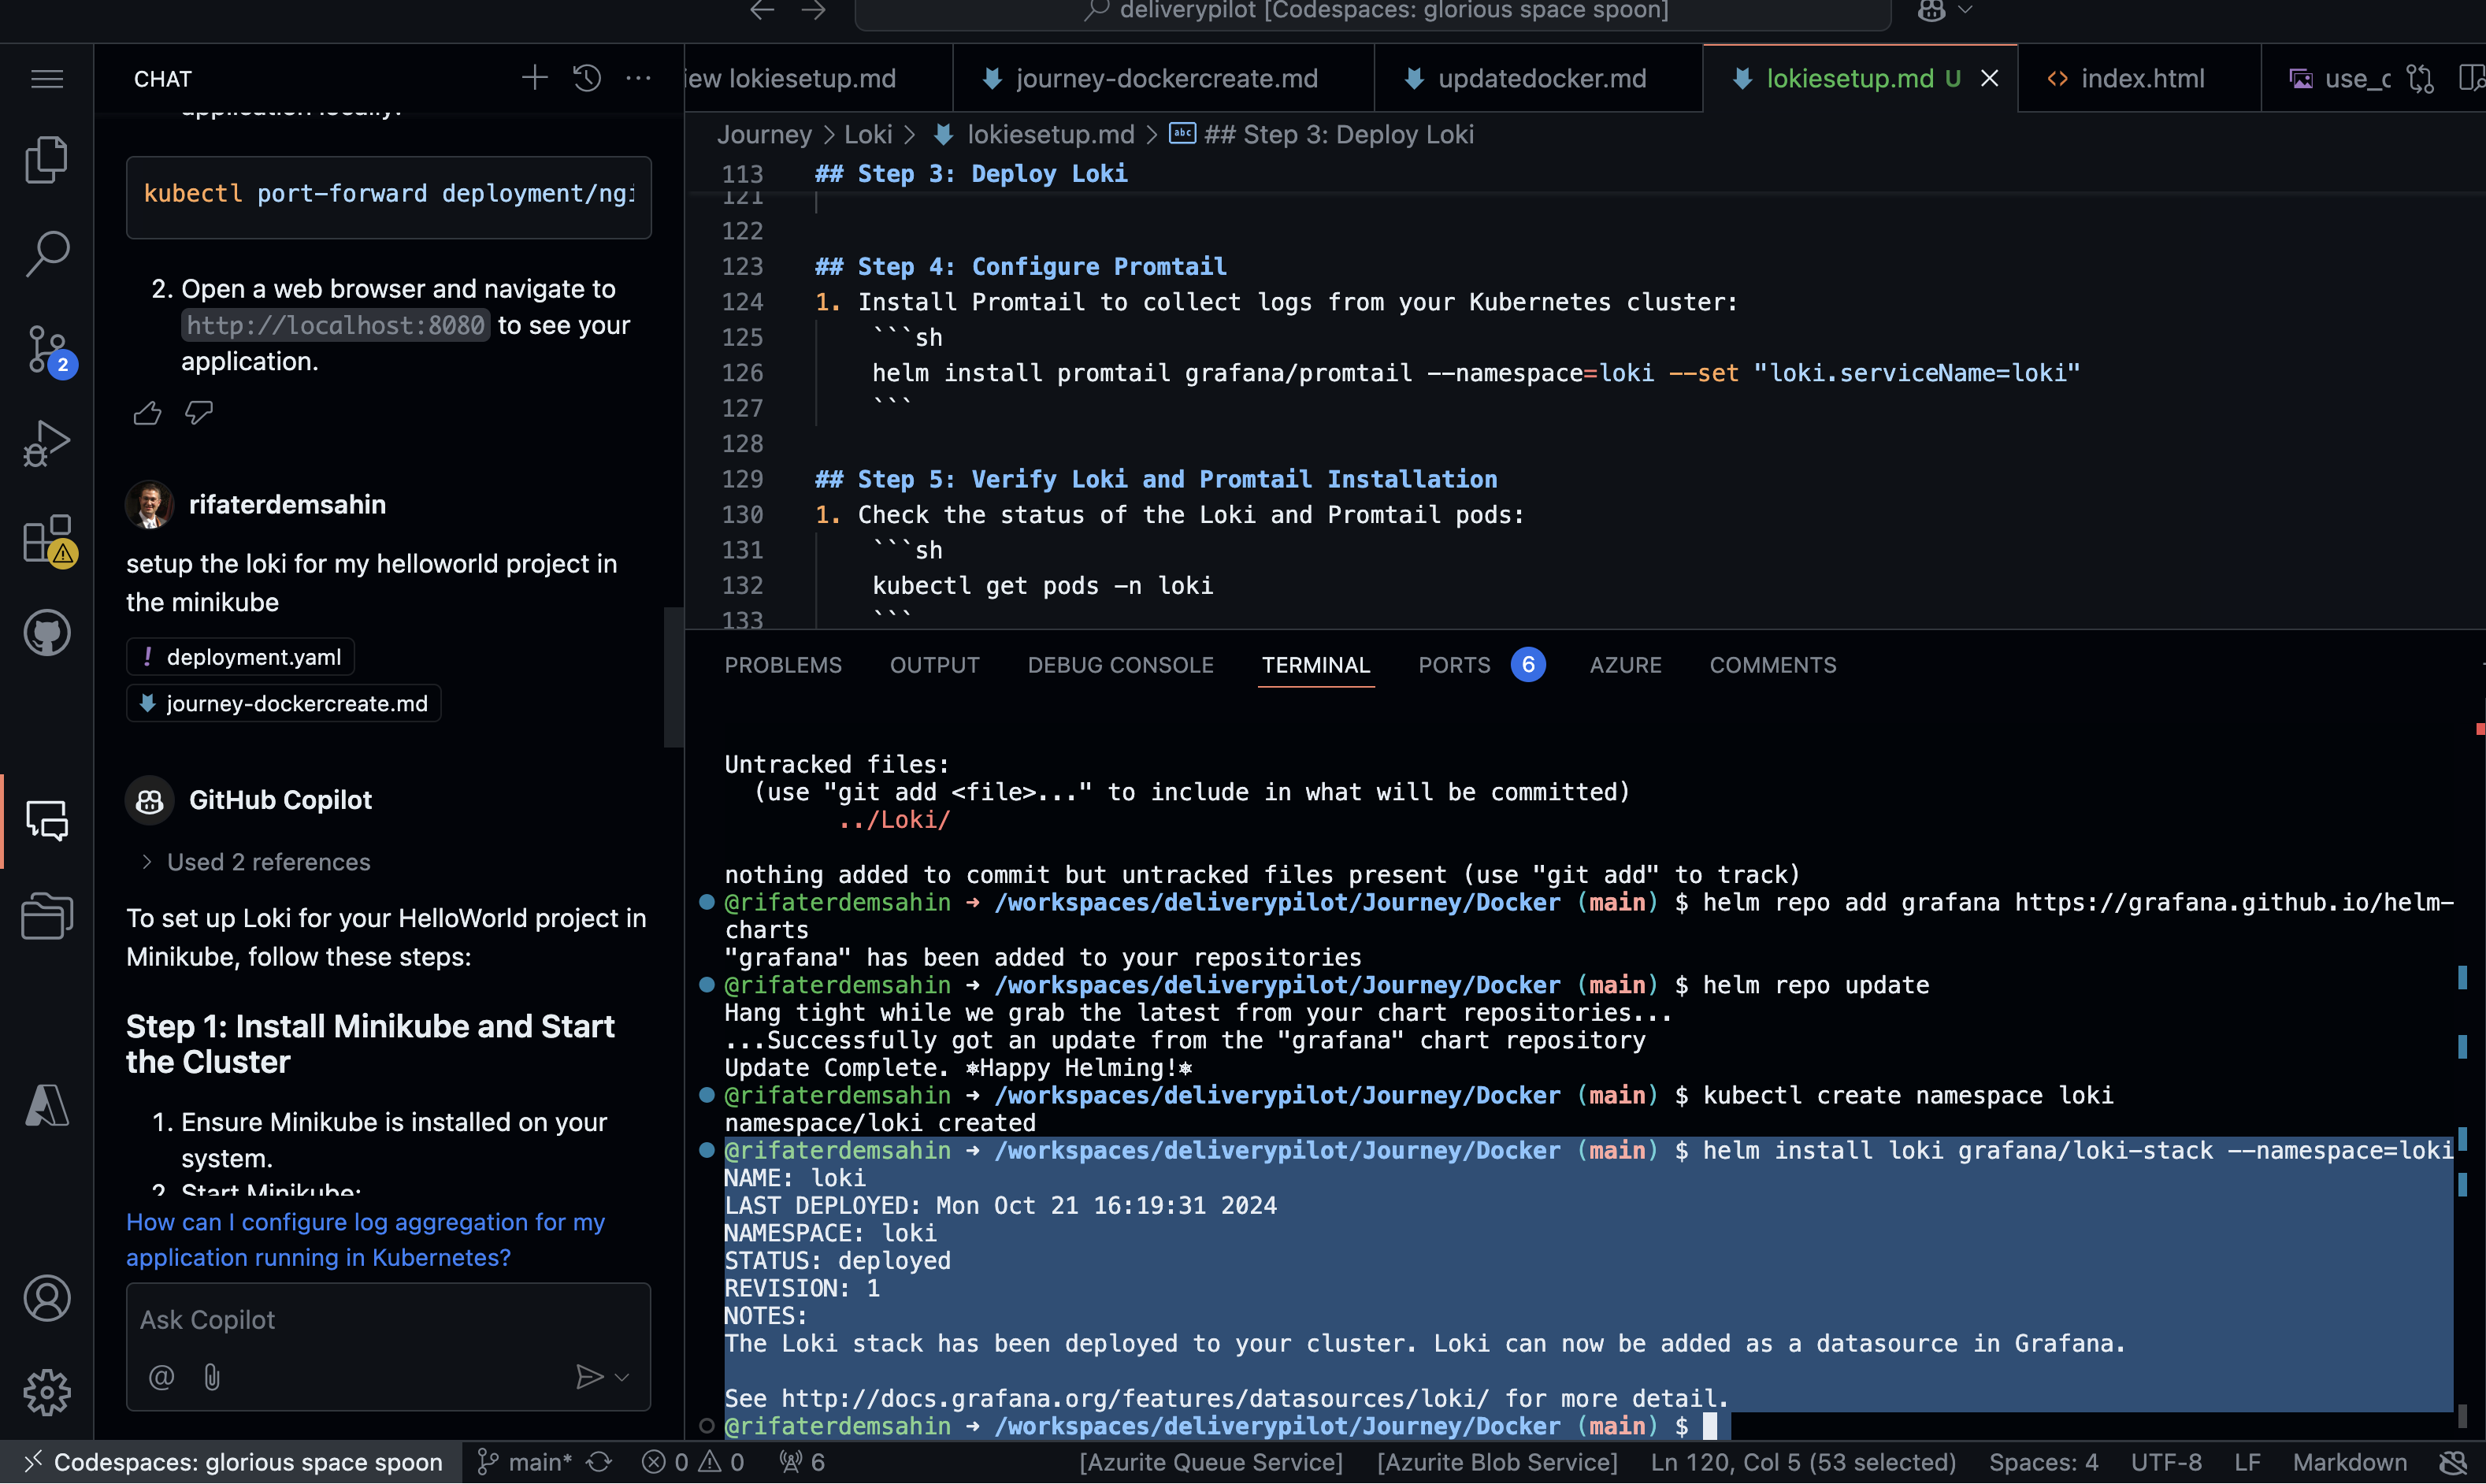 deliverypilot [Codespaces: glorious space spoon]
CHAT
application locally:
kubectl port-forward deployment/ngi
2. Open a web browser and navigate to
http://localhost:8080 to see your
application.
2
rifaterdemsahin
setup the loki for my helloworld project in
the minikube
! deployment.yaml
journey-dockercreate.md
GitHub Copilot
> Used 2 references
To set up Loki for your HelloWorld project in
Minikube, follow these steps:
Step 1: Install Minikube and Start
the Cluster
1. Ensure Minikube is installed on your
system.
2. Start Minikube:
How can I configure log aggregation for my
application running in Kubernetes?
Ask Copilot
iew lokiesetup.md
journey-dockercreate.md
updatedocker.md
lokiesetup.md U
index.html
use_c
Journey > Loki > lokiesetup.md > abc ## Step 3: Deploy Loki
113 ## Step 3: Deploy Loki
121
122
123 ## Step 4: Configure Promtail
124 1. Install Promtail to collect logs from your Kubernetes cluster:
125 ```sh
126 helm install promtail grafana/promtail --namespace=loki --set "loki.serviceName=loki"
127 ```
128
129 ## Step 5: Verify Loki and Promtail Installation
130 1. Check the status of the Loki and Promtail pods:
131 ```sh
132 kubectl get pods -n loki
133 ```
PROBLEMS OUTPUT DEBUG CONSOLE TERMINAL PORTS 6 AZURE COMMENTS
Untracked files:
(use "git add <file>..." to include in what will be committed)
../Loki/
nothing added to commit but untracked files present (use "git add" to track)
@rifaterdemsahin → /workspaces/deliverypilot/Journey/Docker (main) $ helm repo add grafana https://grafana.github.io/helm-
charts
"grafana" has been added to your repositories
@rifaterdemsahin → /workspaces/deliverypilot/Journey/Docker (main) $ helm repo update
Hang tight while we grab the latest from your chart repositories...
...Successfully got an update from the "grafana" chart repository
Update Complete. ⎈Happy Helming!⎈
@rifaterdemsahin → /workspaces/deliverypilot/Journey/Docker (main) $ kubectl create namespace loki
namespace/loki created
@rifaterdemsahin → /workspaces/deliverypilot/Journey/Docker (main) $ helm install loki grafana/loki-stack --namespace=loki
NAME: loki
LAST DEPLOYED: Mon Oct 21 16:19:31 2024
NAMESPACE: loki
STATUS: deployed
REVISION: 1
NOTES:
The Loki stack has been deployed to your cluster. Loki can now be added as a datasource in Grafana.
See http://docs.grafana.org/features/datasources/loki/ for more detail.
@rifaterdemsahin → /workspaces/deliverypilot/Journey/Docker (main) $
Codespaces: glorious space spoon main* 0 0 6 [Azurite Queue Service] [Azurite Blob Service] Ln 120, Col 5 (53 selected) Spaces: 4 UTF-8 LF Markdown